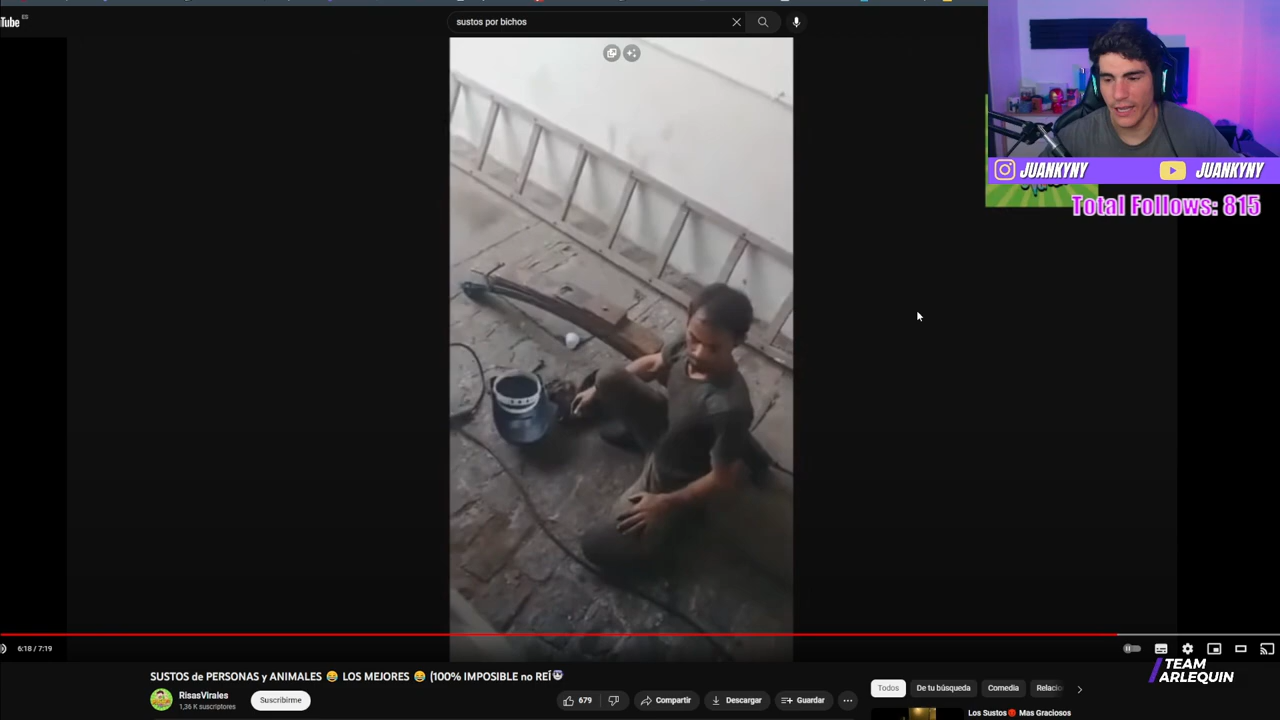 Tube ES
sustos por bichos
JUANKYNY
JUANKYNY
Total Follows: 815
6:18 / 7:19
SUSTOS de PERSONAS y ANIMALES 😂 LOS MEJORES 😂 (100% IMPOSIBLE no REÍ
RisasVirales
1,36 K suscriptores
Suscribirme
679
Compartir
Descargar
Guardar
Todos
De tu búsqueda
Comedia
Relacio
Los Sustos😡 Mas Graciosos
TEAM
ARLEQUIN